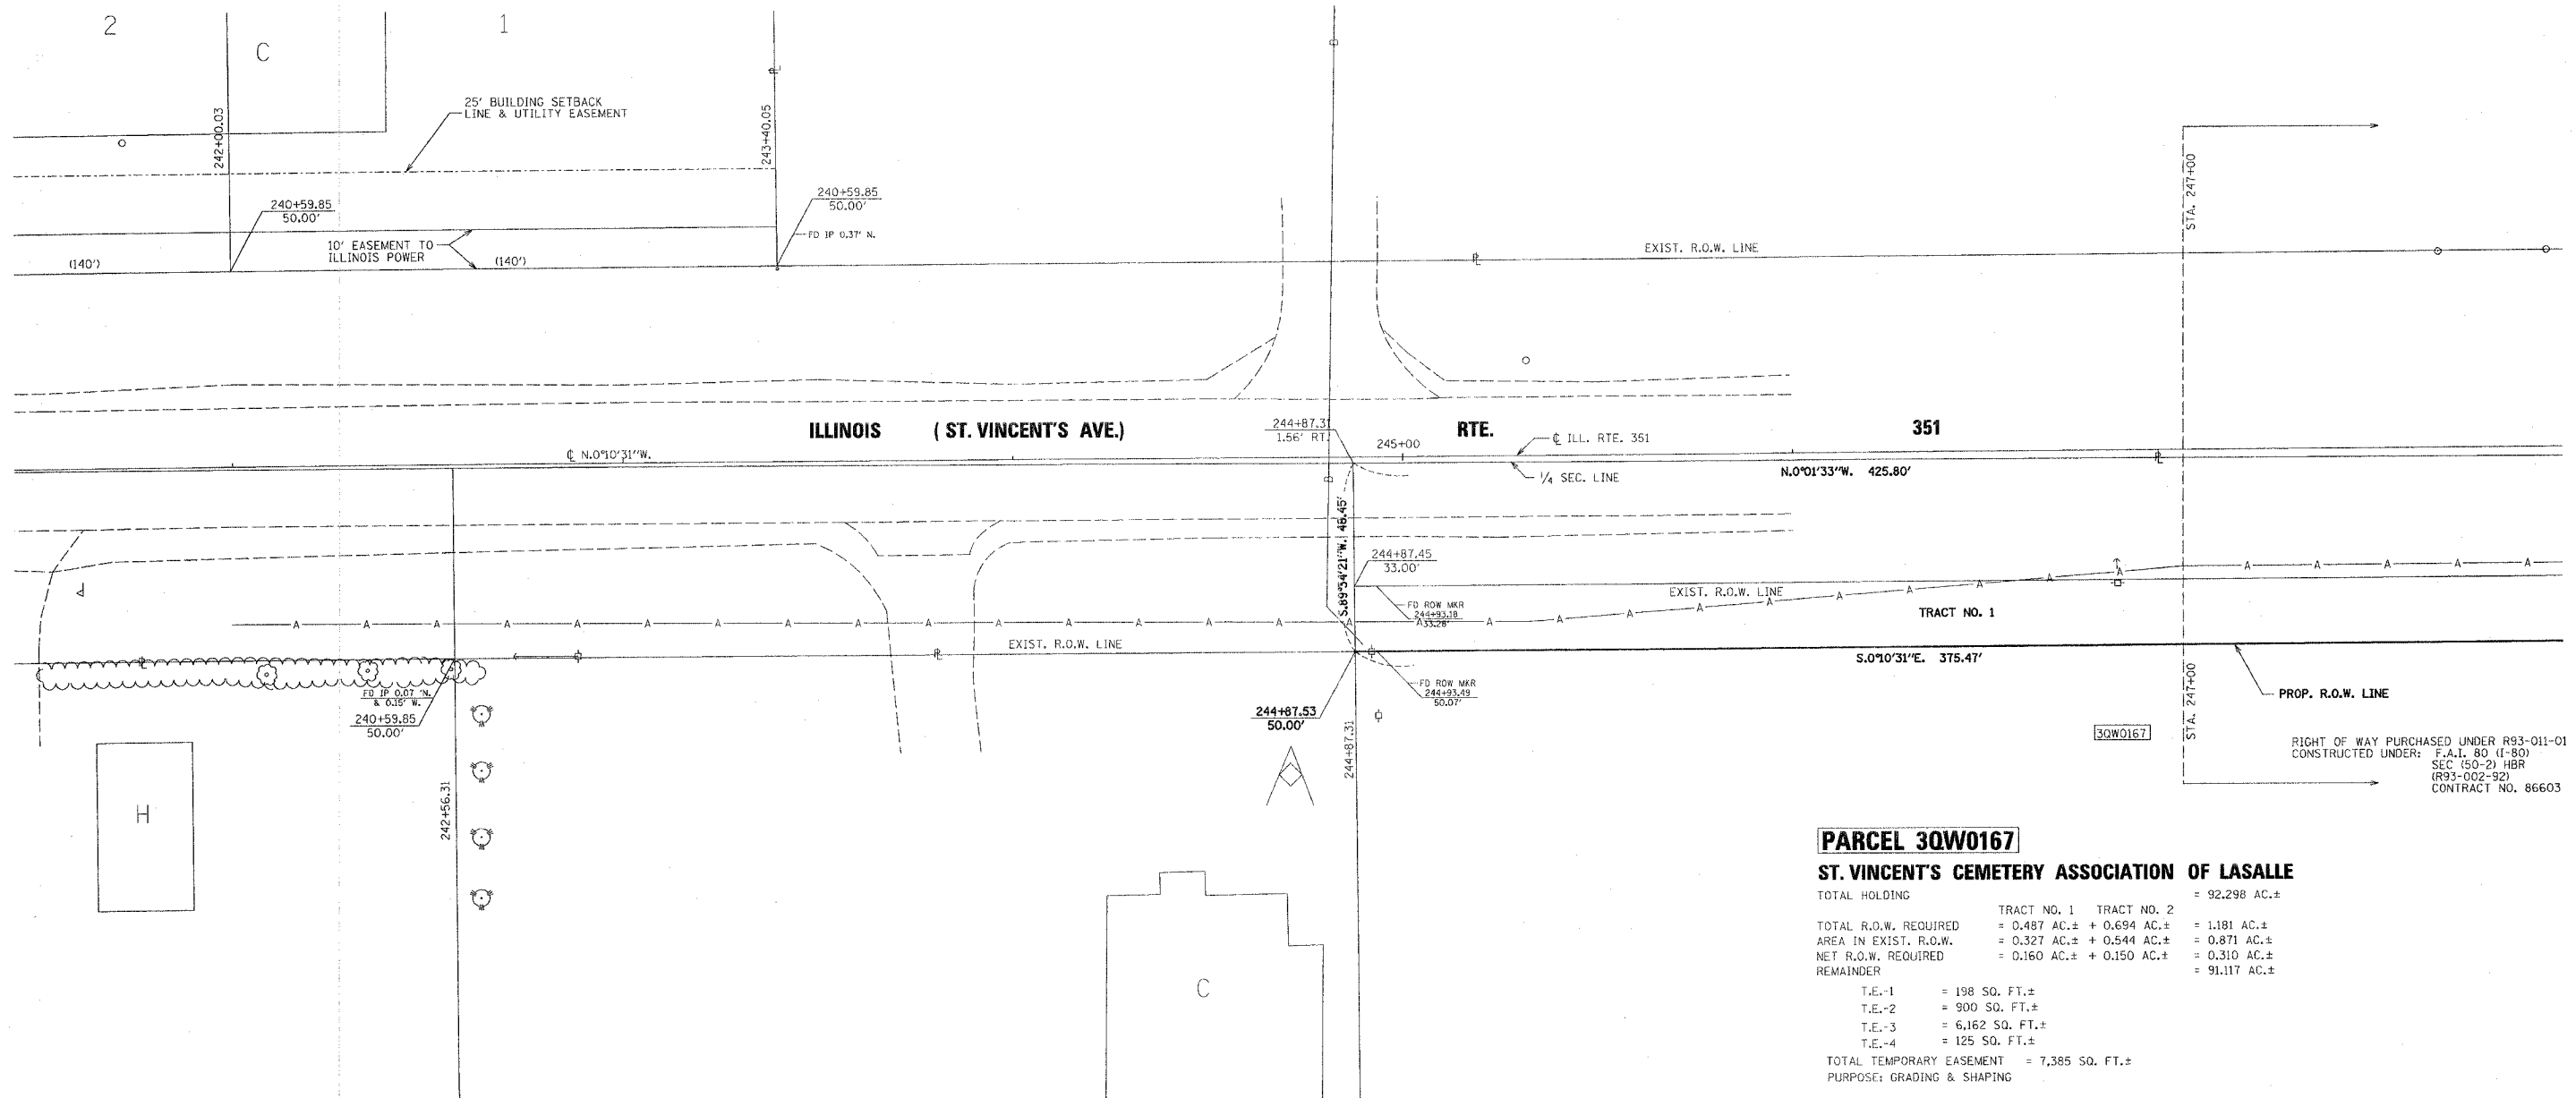 2
C
1
25' BUILDING SETBACK
LINE & UTILITY EASEMENT
242+00.03
243+40.05
240+59.85
50.00'
240+59.85
50.00'
FD IP 0.37' N.
10' EASEMENT TO
ILLINOIS POWER
(140')
(140')
EXIST. R.O.W. LINE
STA. 247+00
ILLINOIS (ST. VINCENT'S AVE.) RTE. 351
244+87.31
1.56' RT.
245+00
℄ ILL. RTE. 351
℄ N.0°10'31"W.
1/4 SEC. LINE
N.0°01'33"W. 425.80'
S.89°54'21"W. 48.45'
244+87.45
33.00'
FD ROW MKR
244+93.18
33.28'
EXIST. R.O.W. LINE
TRACT NO. 1
A A A A A A A A A A A A A A A A A A A A A A A A A A A A A A A A A
EXIST. R.O.W. LINE
S.0°10'31"E. 375.47'
FD IP 0.07 'N.
& 0.15' W.
240+59.85
50.00'
FD ROW MKR
244+93.49
50.07'
244+87.53
50.00'
244+87.31
242+56.31
PROP. R.O.W. LINE
STA. 247+00
3QW0167
RIGHT OF WAY PURCHASED UNDER R93-011-01
CONSTRUCTED UNDER: F.A.I. 80 (I-80)
SEC (50-2) HBR
(R93-002-92)
CONTRACT NO. 86603
H
C
PARCEL 3QW0167
ST. VINCENT'S CEMETERY ASSOCIATION OF LASALLE
TOTAL HOLDING = 92.298 AC.±
TRACT NO. 1 TRACT NO. 2
TOTAL R.O.W. REQUIRED = 0.487 AC.± + 0.694 AC.± = 1.181 AC.±
AREA IN EXIST. R.O.W. = 0.327 AC.± + 0.544 AC.± = 0.871 AC.±
NET R.O.W. REQUIRED = 0.160 AC.± + 0.150 AC.± = 0.310 AC.±
REMAINDER = 91.117 AC.±
T.E.-1 = 198 SQ. FT.±
T.E.-2 = 900 SQ. FT.±
T.E.-3 = 6,162 SQ. FT.±
T.E.-4 = 125 SQ. FT.±
TOTAL TEMPORARY EASEMENT = 7,385 SQ. FT.±
PURPOSE: GRADING & SHAPING